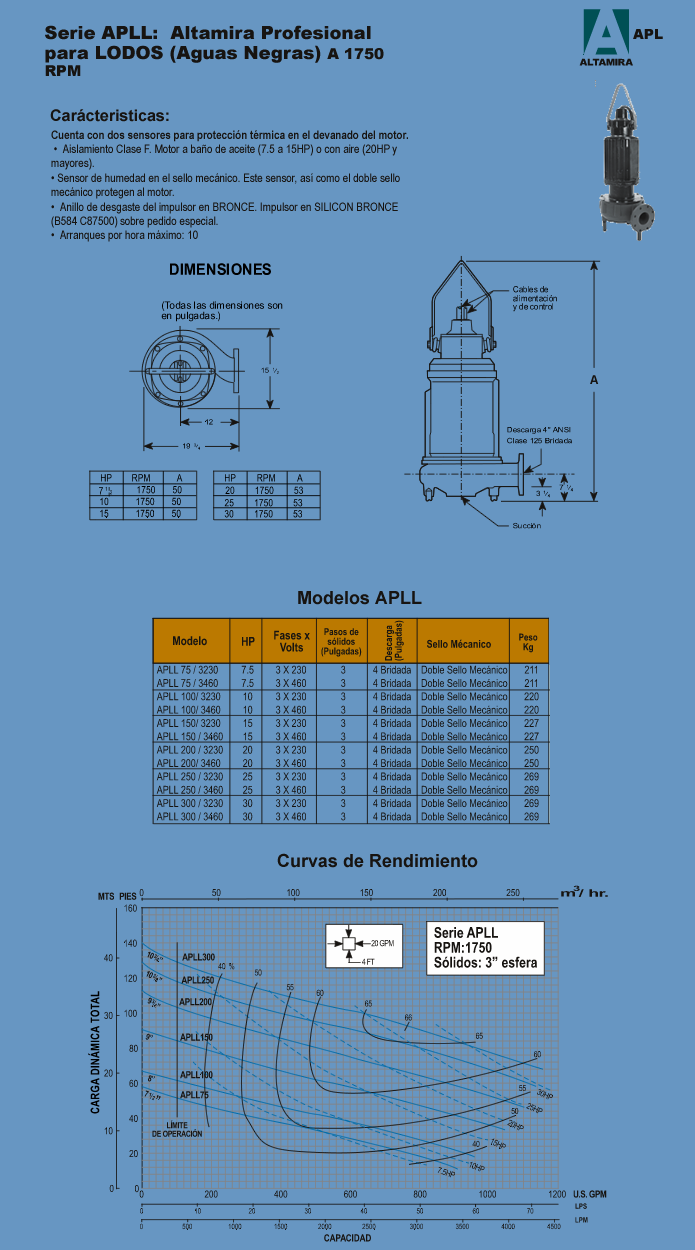 Serie APLL:  Altamira Profesional
para LODOS (Aguas Negras) A 1750
RPM
APL
ALTAMIRA
Carácteristicas:
Cuenta con dos sensores para protección térmica en el devanado del motor.
• Aislamiento Clase F. Motor a baño de aceite (7.5 a 15HP) o con aire (20HP y
mayores).
• Sensor de humedad en el sello mecánico. Este sensor, asi como el doble sello
mecánico protegen al motor.
• Anillo de desgaste del impulsor en BRONCE. Impulsor en SILICON BRONCE
(B584 C87500) sobre pedido especial.
• Arranques por hora máximo: 10
DIMENSIONES
(Todas las dimensiones son
en pulgadas.)
15 1/2
12
19 3/4
Cables de
alimentación
y de control
A
Descarga 4" ANSI
Clase 125 Bridada
3 1/4
Succión
HP RPM A
7 1/2 1750 50
10 1750 50
15 1750 50
HP RPM A
20 1750 53
25 1750 53
30 1750 53
Modelos APLL
Modelo HP Fases x Volts Pasos de sólidos (Pulgadas) Descarga (Pulgadas) Sello Mécanico Peso Kg
APLL 75 / 3230 7.5 3 X 230 3 4 Bridada Doble Sello Mecánico 211
APLL 75 / 3460 7.5 3 X 460 3 4 Bridada Doble Sello Mecánico 211
APLL 100/ 3230 10 3 X 230 3 4 Bridada Doble Sello Mecánico 220
APLL 100/ 3460 10 3 X 460 3 4 Bridada Doble Sello Mecánico 220
APLL 150/ 3230 15 3 X 230 3 4 Bridada Doble Sello Mecánico 227
APLL 150 / 3460 15 3 X 460 3 4 Bridada Doble Sello Mecánico 227
APLL 200 / 3230 20 3 X 230 3 4 Bridada Doble Sello Mecánico 250
APLL 200/ 3460 20 3 X 460 3 4 Bridada Doble Sello Mecánico 250
APLL 250 / 3230 25 3 X 230 3 4 Bridada Doble Sello Mecánico 269
APLL 250 / 3460 25 3 X 460 3 4 Bridada Doble Sello Mecánico 269
APLL 300 / 3230 30 3 X 230 3 4 Bridada Doble Sello Mecánico 269
APLL 300 / 3460 30 3 X 460 3 4 Bridada Doble Sello Mecánico 269
Curvas de Rendimiento
0 50 100 150 200 250 m³/ hr.
MTS PIES
160
140
120
100
80
60
40
20
0
40
30
20
10
0
CARGA DINÁMICA TOTAL
20 GPM
4 FT
Serie APLL
RPM:1750
Sólidos: 3” esfera
APLL300
APLL250
APLL200
9" APLL150
8" APLL100
7 1/2" APLL75
40 % 50 55 60 65 66 65
60
55
50
40
30HP
25HP
20HP
15HP
10HP
7.5HP
LÍMITE
DE OPERACIÓN
0 200 400 600 800 1000 1200 U.S. GPM
0 10 20 30 40 50 60 70 LPS
0 500 1000 1500 2000 2500 3000 3500 4000 4500 LPM
CAPACIDAD